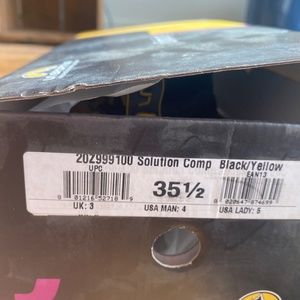 20Z999100 Solution Comp Black/Yellow
UPC
EAN13
35½
UK: 3
USA MAN: 4
USA LADY: 5